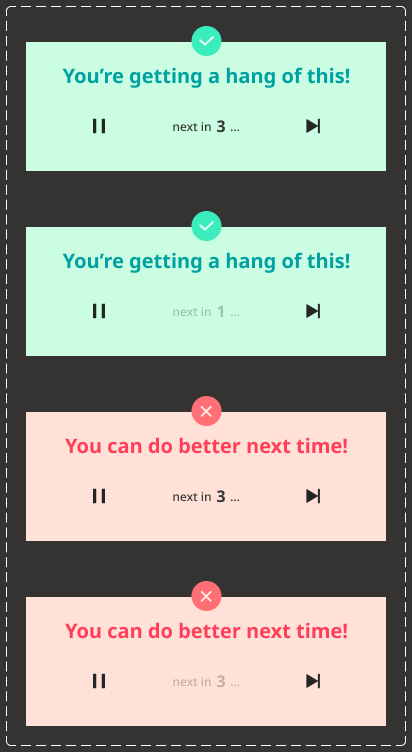 You’re getting a hang of this!
next in 3 ...
You’re getting a hang of this!
next in 1 ...
You can do better next time!
next in 3 ...
You can do better next time!
next in 3 ...